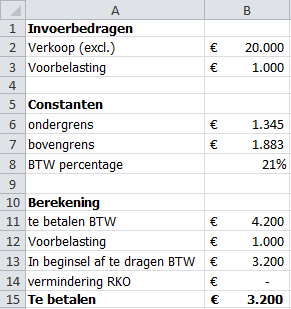 A B
1 Invoerbedragen
2 Verkoop (excl.) € 20.000
3 Voorbelasting € 1.000
4
5 Constanten
6 ondergrens € 1.345
7 bovengrens € 1.883
8 BTW percentage 21%
9
10 Berekening
11 te betalen BTW € 4.200
12 Voorbelasting € 1.000
13 In beginsel af te dragen BTW € 3.200
14 vermindering RKO € -
15 Te betalen € 3.200